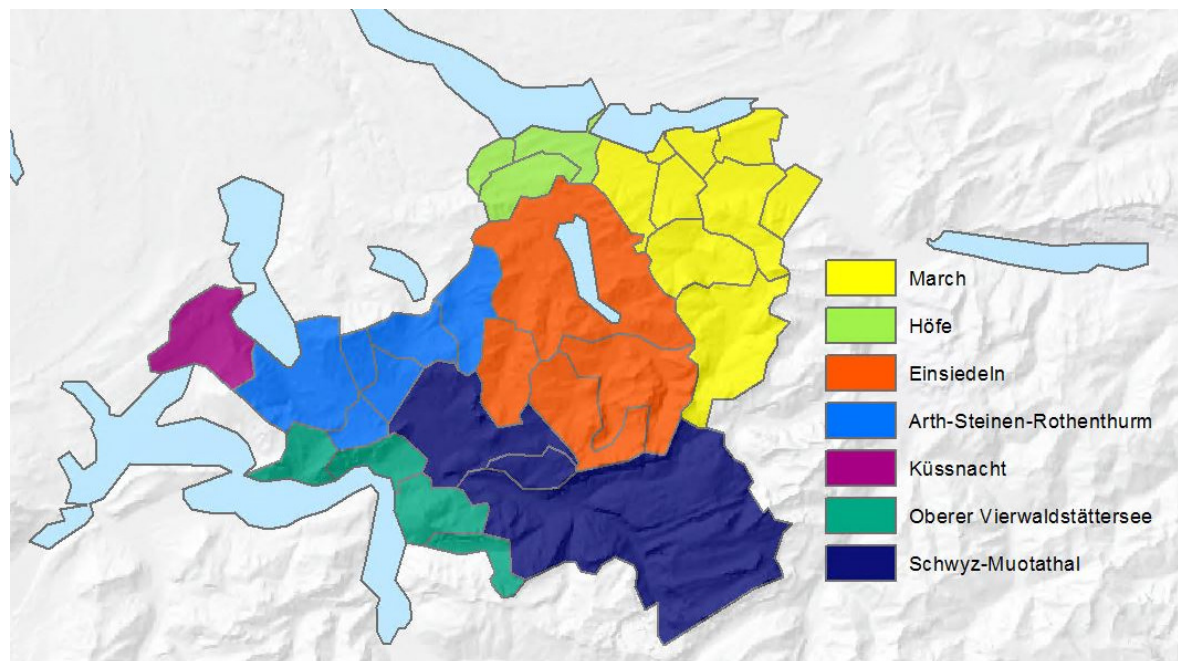 March
Höfe
Einsiedeln
Arth-Steinen-Rothenthurm
Küssnacht
Oberer Vierwaldstättersee
Schwyz-Muotathal